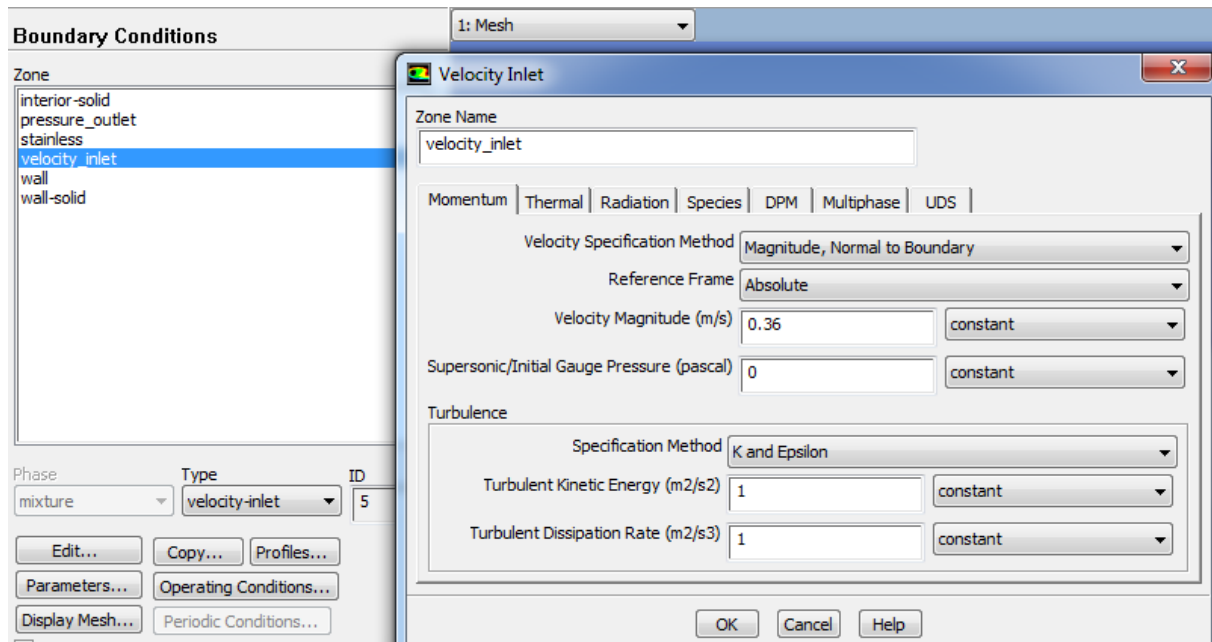 Boundary Conditions
Zone
interior-solid
pressure_outlet
stainless
velocity_inlet
wall
wall-solid
Phase
mixture
Type
velocity-inlet
ID
5
Edit...
Copy...
Profiles...
Parameters...
Operating Conditions...
Display Mesh...
Periodic Conditions...
1: Mesh
Velocity Inlet
X
Zone Name
velocity_inlet
Momentum Thermal Radiation Species DPM Multiphase UDS
Velocity Specification Method Magnitude, Normal to Boundary
Reference Frame Absolute
Velocity Magnitude (m/s) 0.36 constant
Supersonic/Initial Gauge Pressure (pascal) 0 constant
Turbulence
Specification Method K and Epsilon
Turbulent Kinetic Energy (m2/s2) 1 constant
Turbulent Dissipation Rate (m2/s3) 1 constant
OK Cancel Help